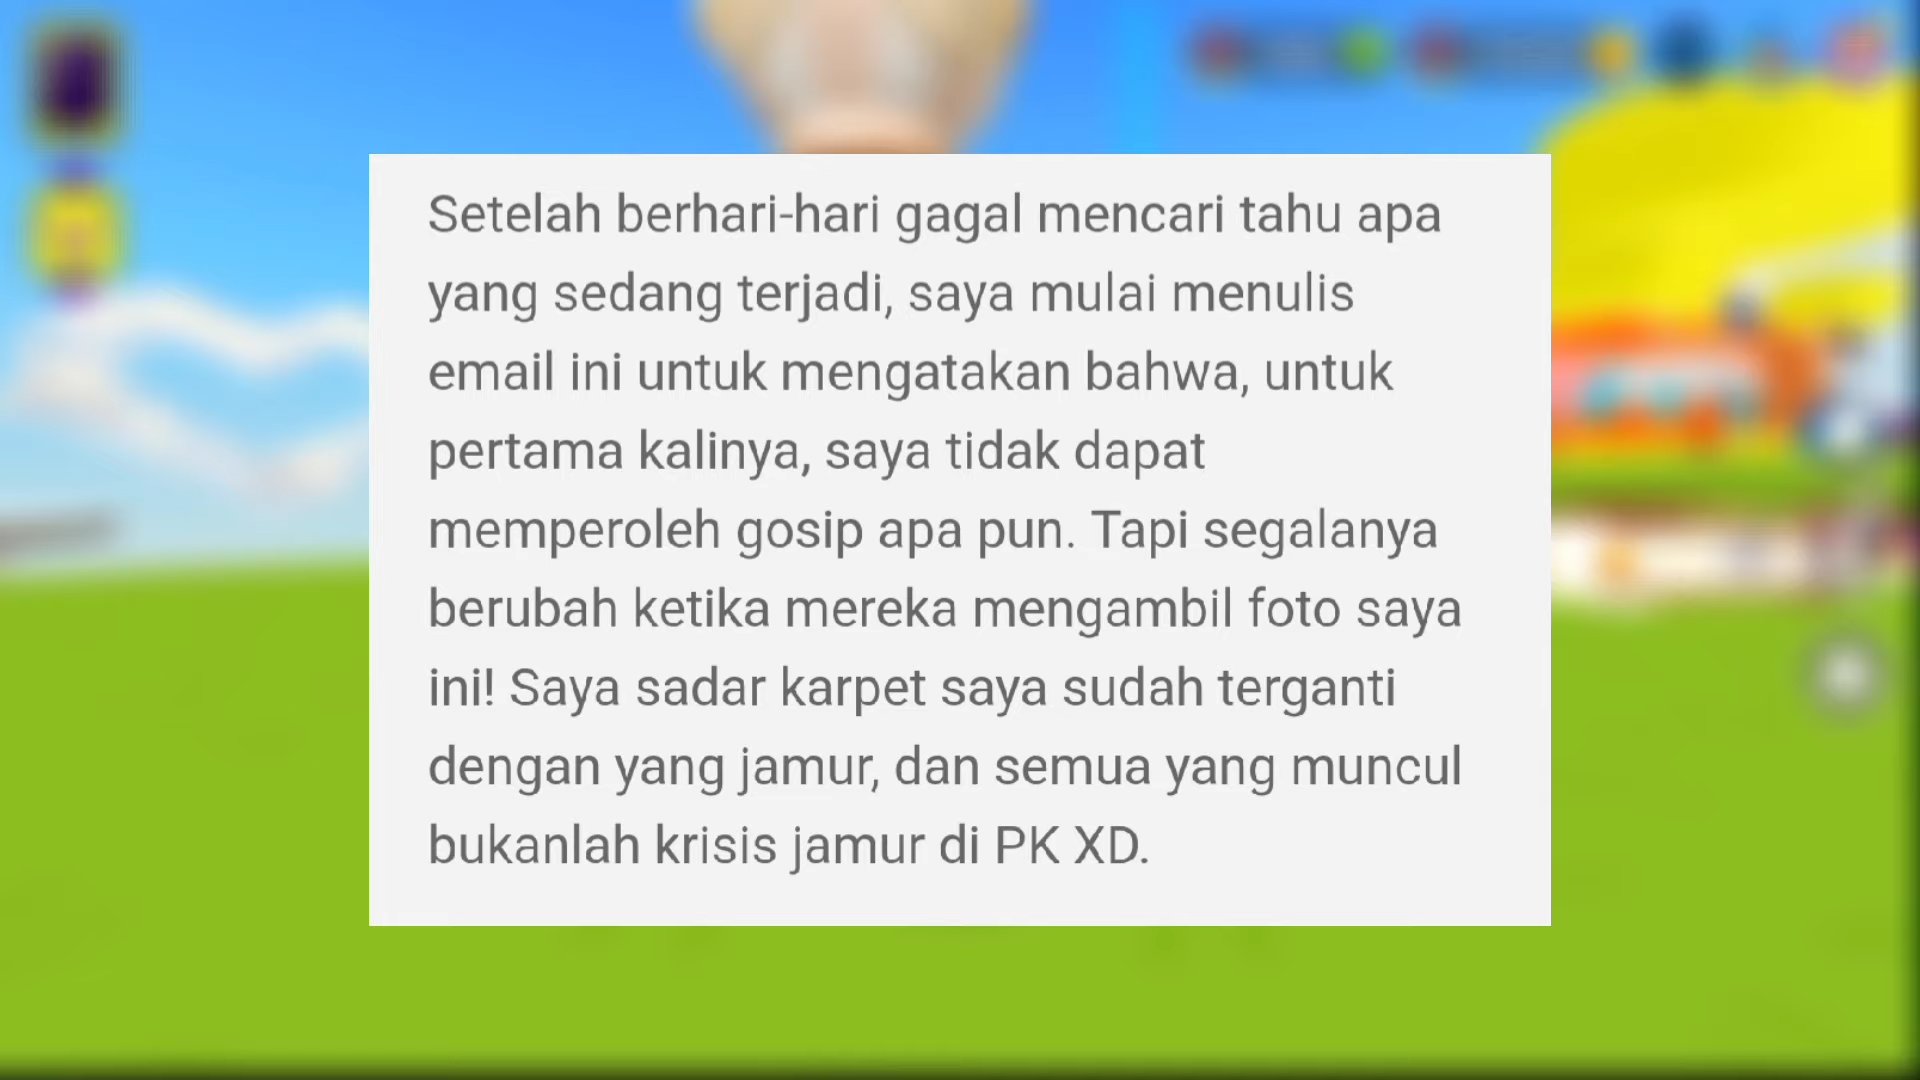 Setelah berhari-hari gagal mencari tahu apa
yang sedang terjadi, saya mulai menulis
email ini untuk mengatakan bahwa, untuk
pertama kalinya, saya tidak dapat
memperoleh gosip apa pun. Tapi segalanya
berubah ketika mereka mengambil foto saya
ini! Saya sadar karpet saya sudah terganti
dengan yang jamur, dan semua yang muncul
bukanlah krisis jamur di PK XD.